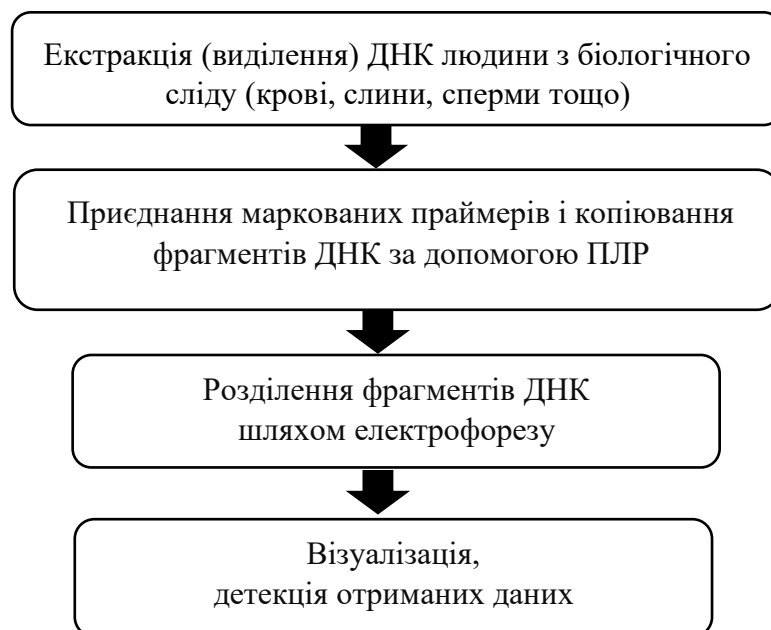 Екстракція (виділення) ДНК людини з біологічного
сліду (крові, слини, сперми тощо)
Приєднання маркованих праймерів і копіювання
фрагментів ДНК за допомогою ПЛР
Розділення фрагментів ДНК
шляхом електрофорезу
Візуалізація,
детекція отриманих даних